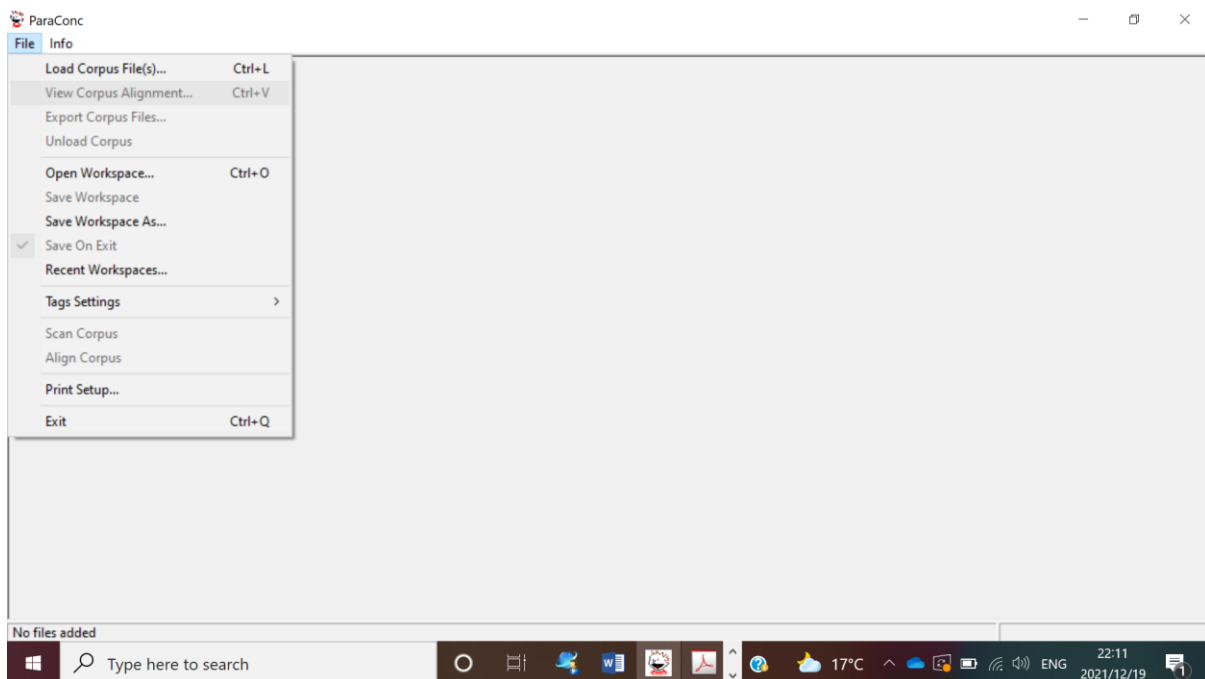 ParaConc
File Info
Load Corpus File(s)... Ctrl+L
View Corpus Alignment... Ctrl+V
Export Corpus Files...
Unload Corpus
Open Workspace... Ctrl+O
Save Workspace
Save Workspace As...
Save On Exit
Recent Workspaces...
Tags Settings
Scan Corpus
Align Corpus
Print Setup...
Exit Ctrl+Q
No files added
Type here to search W 17°C ENG 22:11
2021/12/19 1